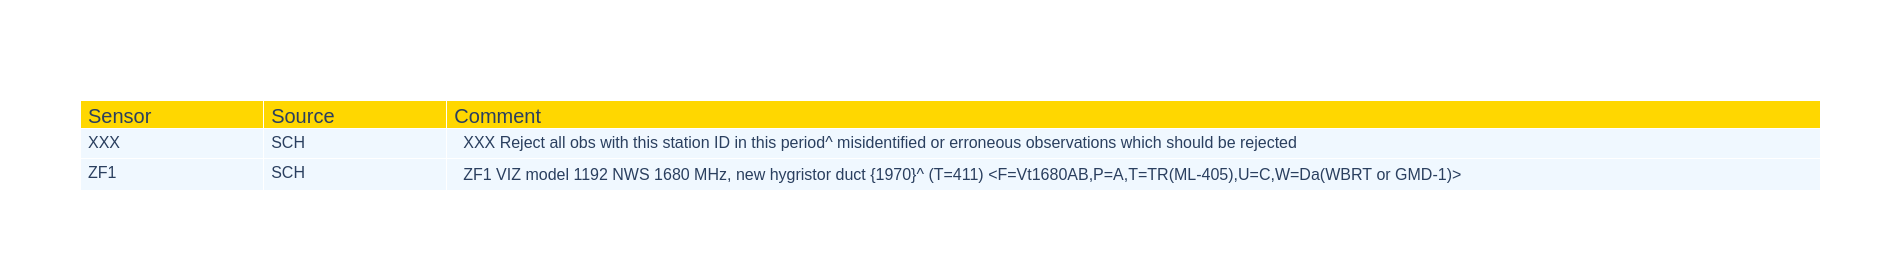 Sensor Source Comment
XXX SCH XXX Reject all obs with this station ID in this period^ misidentified or erroneous observations which should be rejected
ZF1 SCH ZF1 VIZ model 1192 NWS 1680 MHz, new hygristor duct {1970}^ (T=411) <F=Vt1680AB,P=A,T=TR(ML-405),U=C,W=Da(WBRT or GMD-1)>